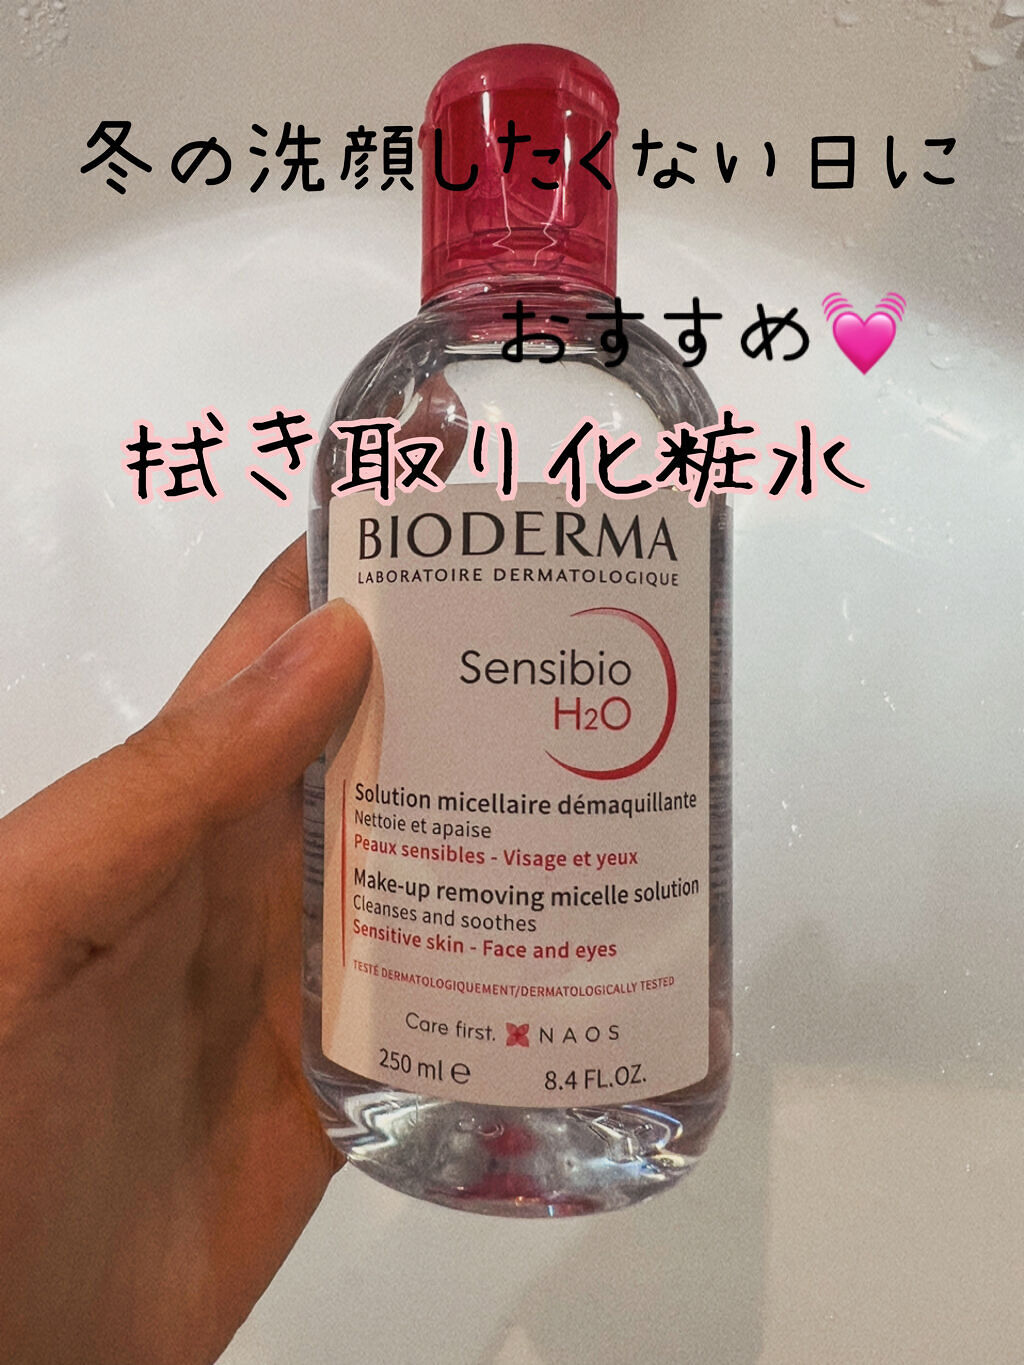 冬の洗顔したくない日に
おすすめ💓
拭き取り化粧水
BIODERMA
LABORATOIRE DERMATOLOGIQUE
Sensibio
H2O
Solution micellaire démaquillante
Nettoie et apaise
Peaux sensibles - Visage et yeux
Make-up removing micelle solution
Cleanses and soothes
Sensitive skin - Face and eyes
TESTÉ DERMATOLOGIQUEMENT/DERMATOLOGICALLY TESTED
Care first. NAOS
250 ml ℮ 8.4 FL.OZ.